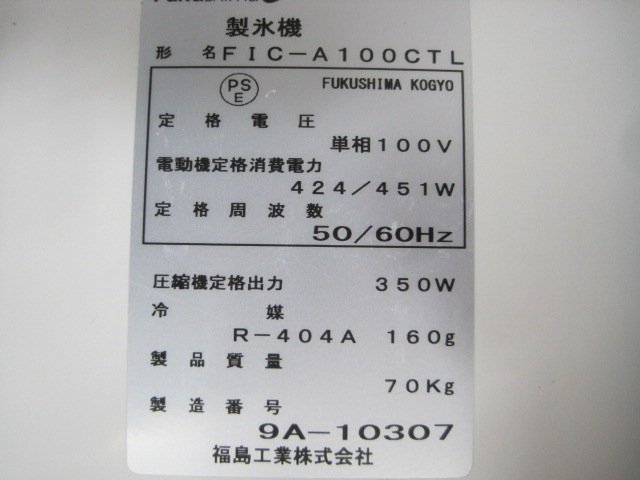 製氷機
形名 FIC-A100CTL
PS
E
FUKUSHIMA KOGYO
定格電圧
単相100V
電動機定格消費電力
424/451W
定格周波数
50/60Hz
圧縮機定格出力 350W
冷媒
R-404A 160g
製品質量
70Kg
製造番号
9A-10307
福島工業株式会社